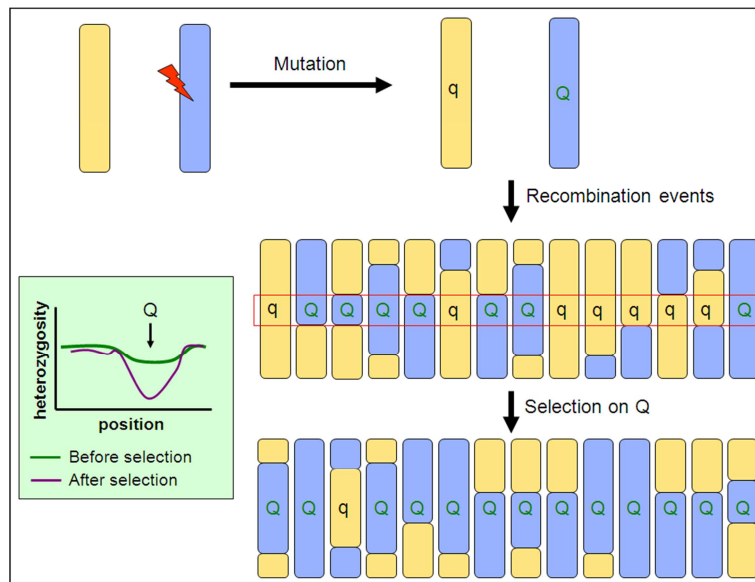 Mutation
q
Q
Recombination events
q Q Q Q Q q Q Q q q q q q Q
Q
heterozygosity
position
Before selection
After selection
Selection on Q
Q Q q Q Q Q Q Q Q Q Q Q Q Q